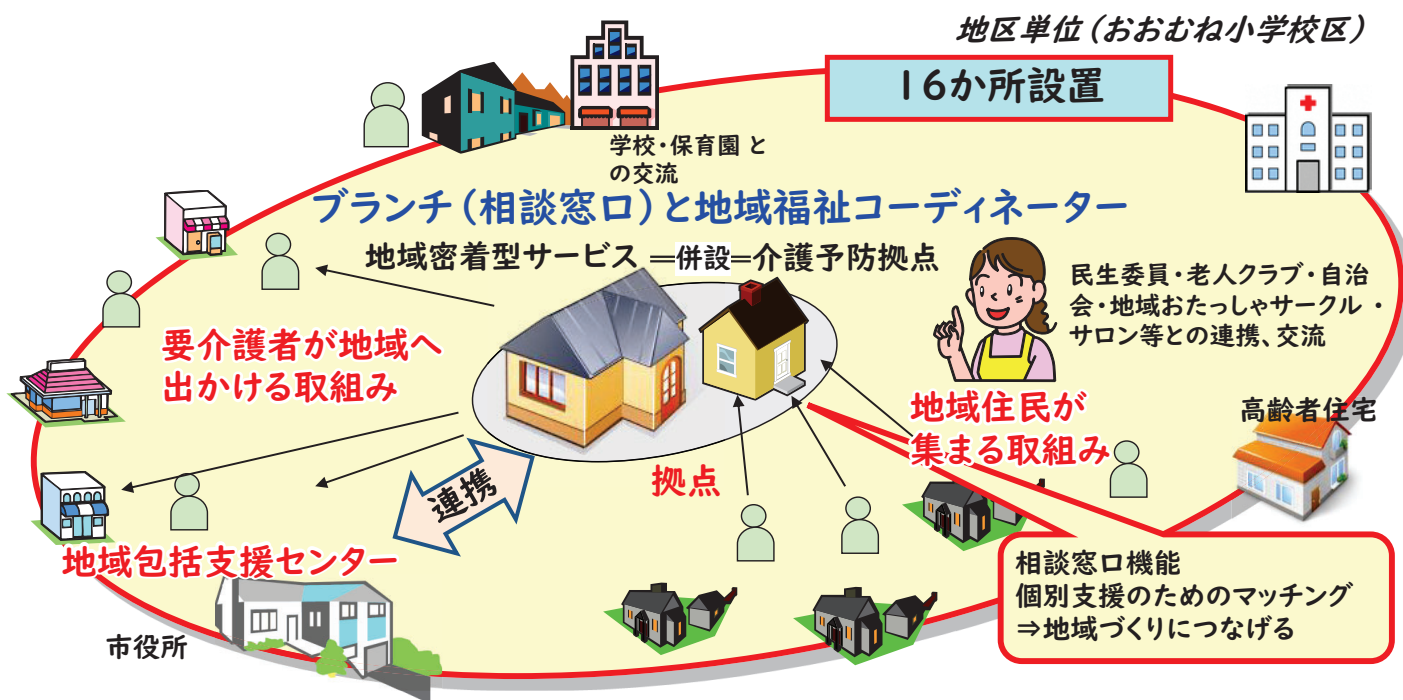 地区単位(おおむね小学校区)
16か所設置
学校・保育園 と
の交流
ブランチ(相談窓口)と地域福祉コーディネーター
地域密着型サービス =併設=介護予防拠点
民生委員・老人クラブ・自治
会・地域おたっしゃサークル・
サロン等との連携、交流
要介護者が地域へ
出かける取組み
地域住民が
集まる取組み
高齢者住宅
拠点
連携
地域包括支援センター
市役所
相談窓口機能
個別支援のためのマッチング
⇒地域づくりにつなげる